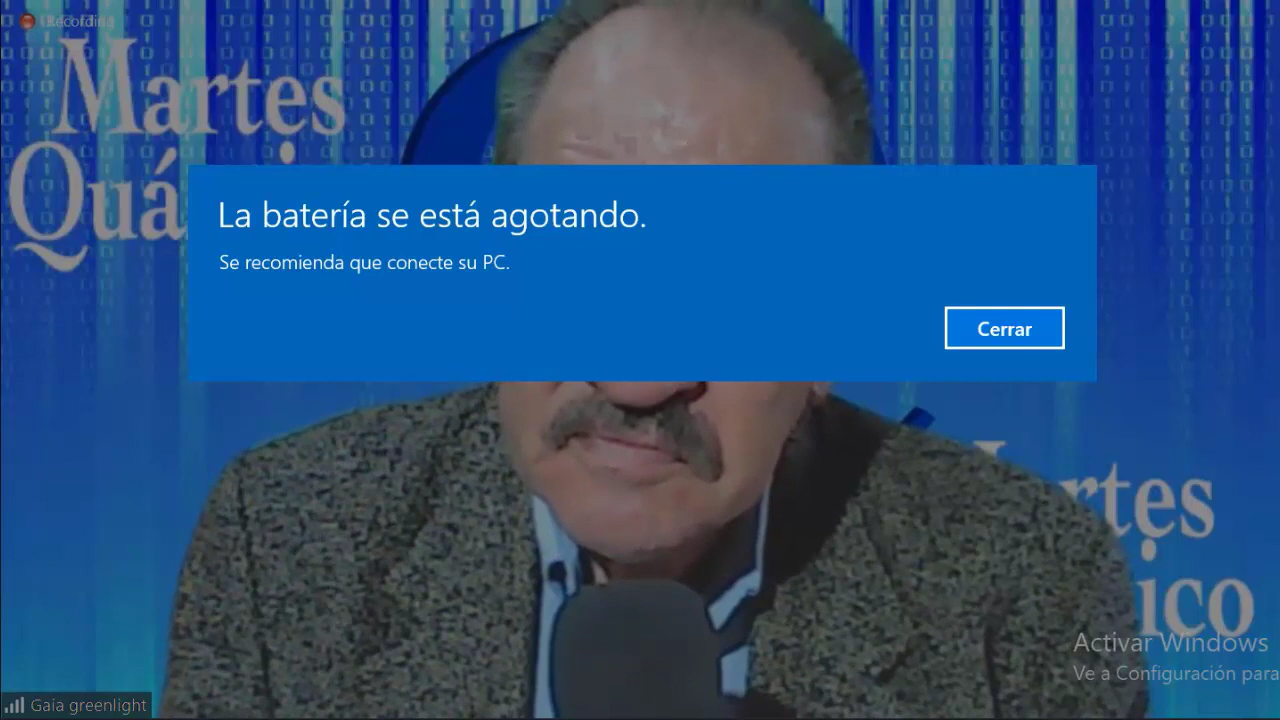 Recording
Martes
Quá
La batería se está agotando.
Se recomienda que conecte su PC.
Cerrar
rtes
ico
Activar Windows
Ve a Configuración para
Gaia greenlight